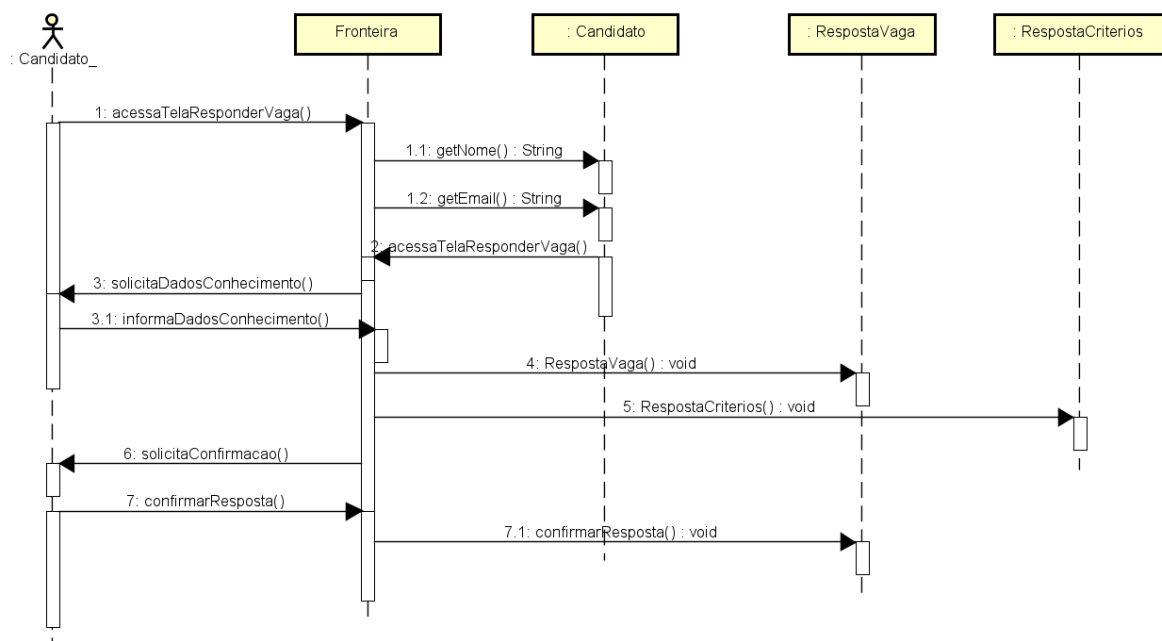 Fronteira
: Candidato
: RespostaVaga
: RespostaCriterios
: Candidato_
1: acessaTelaResponderVaga()
1.1: getNome() : String
1.2: getEmail() : String
2: acessaTelaResponderVaga()
3: solicitaDadosConhecimento()
3.1: informaDadosConhecimento()
4: RespostaVaga() : void
5: RespostaCriterios() : void
6: solicitaConfirmacao()
7: confirmarResposta()
7.1: confirmarResposta() : void